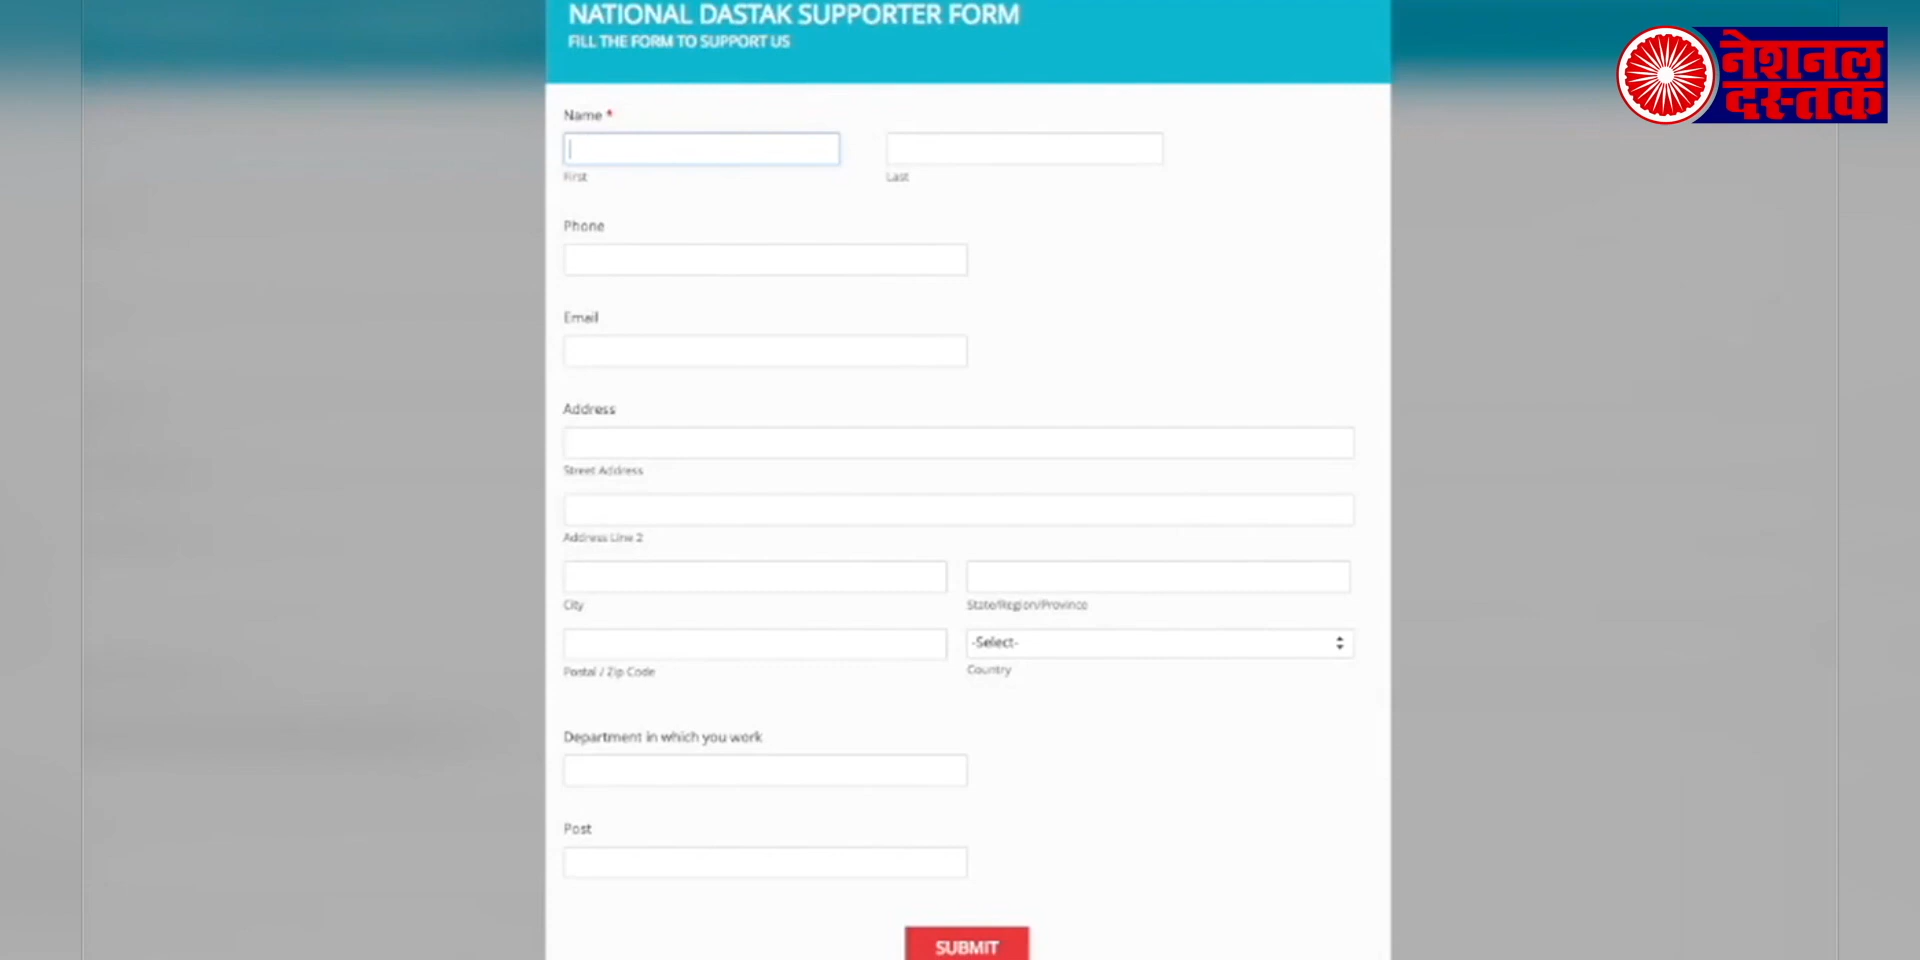 NATIONAL DASTAK SUPPORTER FORM
FILL THE FORM TO SUPPORT US
नेशनल
दस्तक
Name *
First Last
Phone
Email
Address
Street Address
Address Line 2
City State/Region/Province
-Select-
Postal / Zip Code Country
Department in which you work
Post
SUBMIT